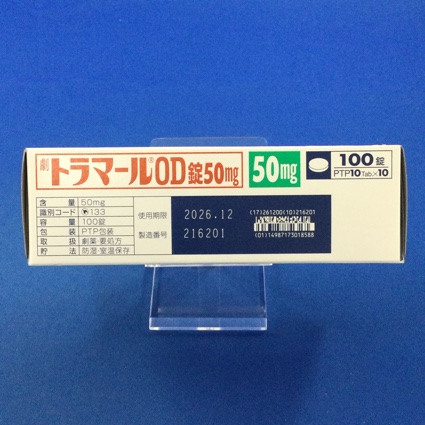 劇 トラマール®OD錠50mg 50mg 100錠
PTP10Tab.×10
含量 50mg
識別コード 133
容量 100錠
包装 PTP包装
取扱 劇薬・要処方
貯法 防湿・室温保存
使用期限 2026.12
製造番号 216201
(17)261200(10)216201
(01)14987173018588